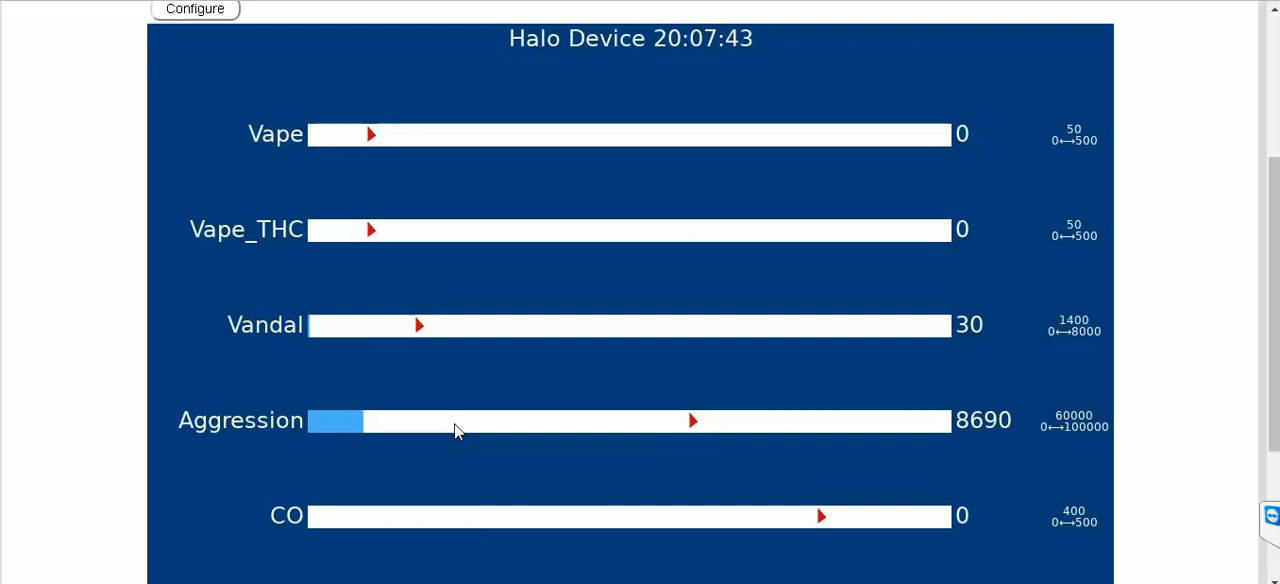 Configure
Halo Device 20:07:43
Vape 0 50
0⟷500
Vape_THC 0 50
0⟷500
Vandal 30 1400
0⟷8000
Aggression 8690 60000
0⟷100000
CO 0 400
0⟷500